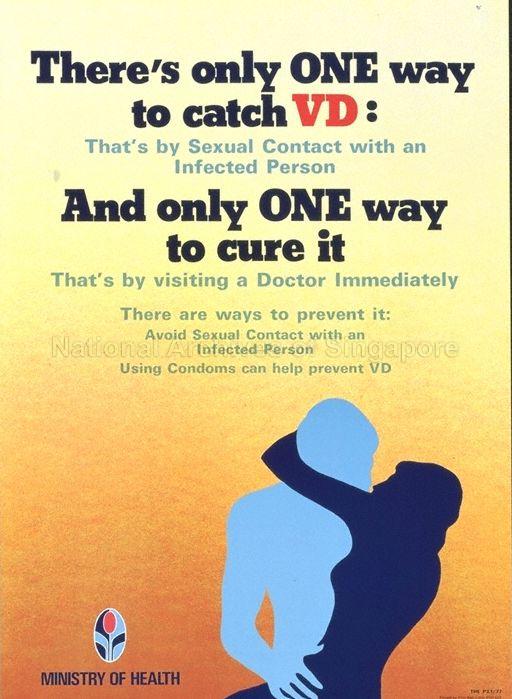 There's only ONE way
to catch VD:
That's by Sexual Contact with an
Infected Person
And only ONE way
to cure it
That's by visiting a Doctor Immediately
There are ways to prevent it:
Avoid Sexual Contact with an
Infected Person
National Archives of Singapore
Using Condoms can help prevent VD
MINISTRY OF HEALTH